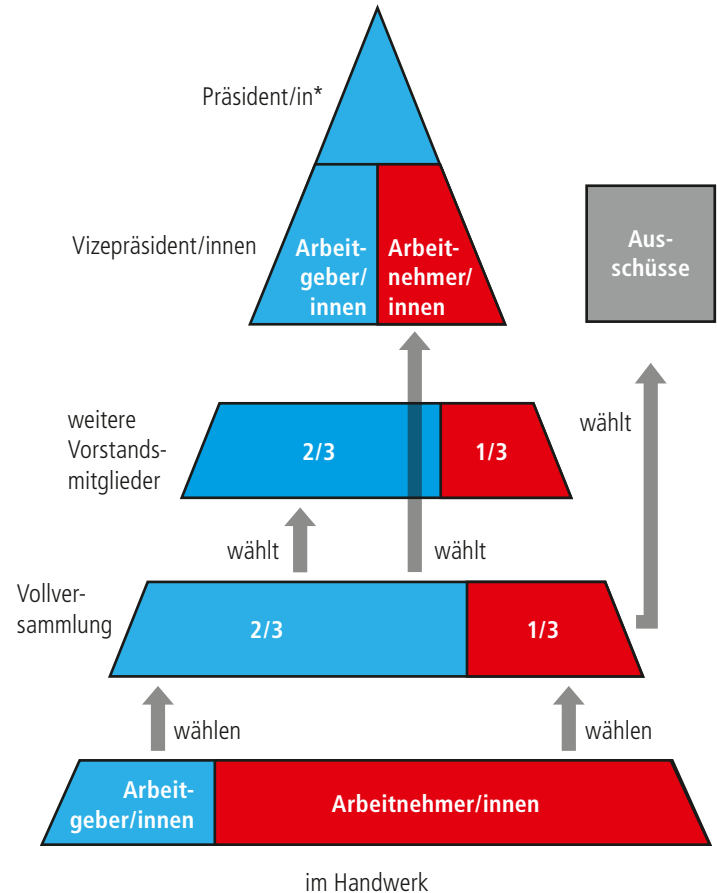 Präsident/in*
Vizepräsident/innen
Arbeit-
geber/
innen
Arbeit-
nehmer/
innen
Aus-
schüsse
weitere
Vorstands-
mitglieder
2/3
1/3
wählt
wählt
wählt
Vollver-
sammlung
2/3
1/3
wählen
wählen
Arbeit-
geber/innen
Arbeitnehmer/innen
im Handwerk